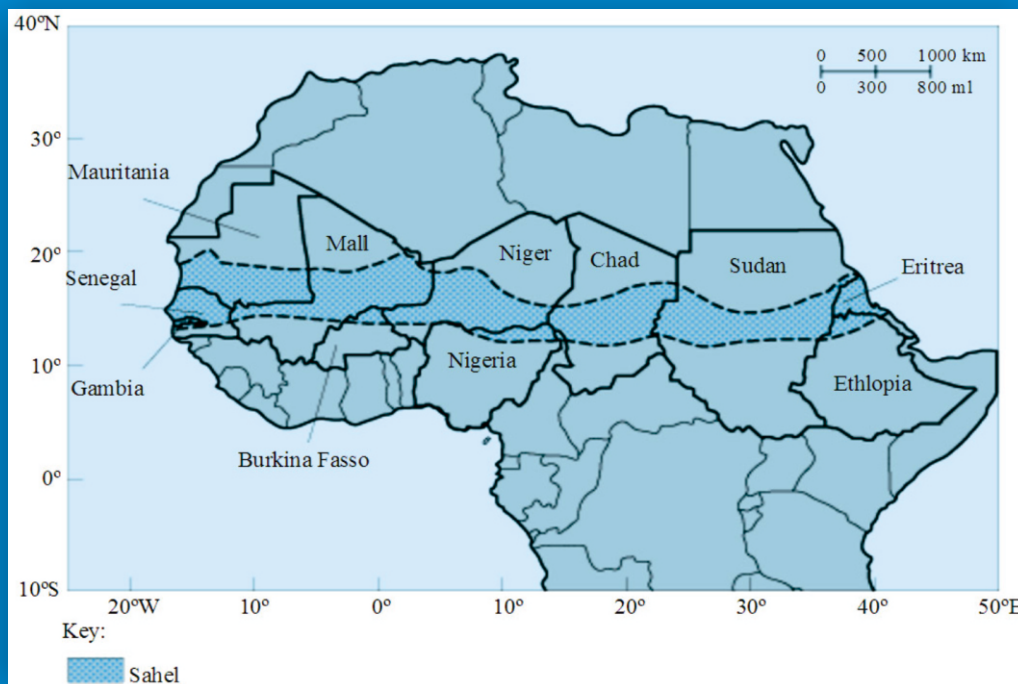 40ºN
0 500 1000 km
0 300 800 ml
30º
Mauritania
Mall
Niger
Chad
Sudan
Eritrea
20º
Senegal
10º
Gambia
Nigeria
Ethlopia
Burkina Fasso
0º
10ºS
20ºW 10º 0º 10º 20º 30º 40º 50ºE
Key:
Sahel